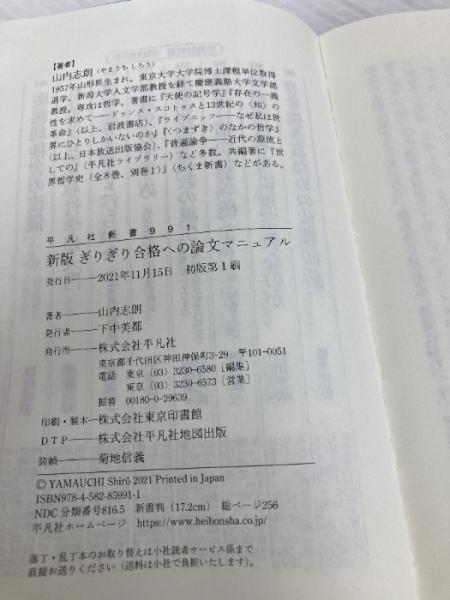 【著者】
山内志朗(やまうち しろう)
1957年山形県生まれ。東京大学大学院博士課程単位取得
退学。新潟大学人文学部教授を経て慶應義塾大学文学部
教授。専攻は哲学。著書に『天使の記号学』『存在の一義
性を求めて――ドゥンス・スコトゥスと13世紀の〈知〉の
革命』(以上、岩波書店)、『ライプニッツ――なぜ私は世
界にひとりしかいないのか』『〈つまずき〉のなかの哲学』
(以上、日本放送出版協会)、『普遍論争――近代の源流と
しての』(平凡社ライブラリー)など多数。共編著に『世
界哲学史(全8巻、別巻1)』(ちくま新書)などがある。
平凡社新書991
新版 ぎりぎり合格への論文マニュアル
発行日――2021年11月15日 初版第1刷
著者――山内志朗
発行者――下中美都
発行所――株式会社平凡社
東京都千代田区神田神保町3-29 〒101-0051
電話 東京(03)3230-6580[編集]
東京(03)3230-6573[営業]
振替 00180-0-29639
印刷・製本―株式会社東京印書館
DTP――株式会社平凡社地図出版
装幀――菊地信義
© YAMAUCHI Shirō 2021 Printed in Japan
ISBN978-4-582-85991-1
NDC分類番号816.5 新書判(17.2cm) 総ページ256
平凡社ホームページ https://www.heibonsha.co.jp/
落丁・乱丁本のお取り替えは小社読者サービス係まで
直接お送りください(送料は小社で負担いたします)。